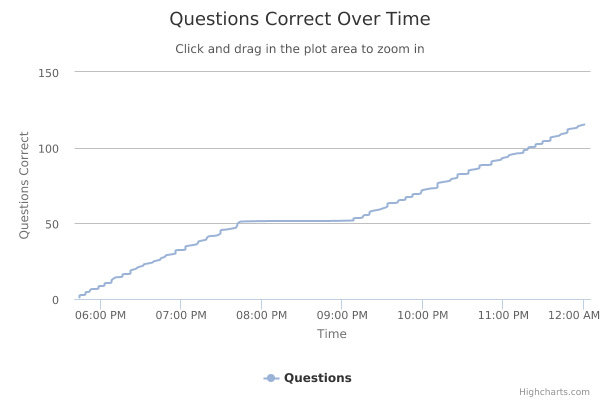 Questions Correct Over Time
Click and drag in the plot area to zoom in
150
100
50
0
Questions Correct
06:00 PM 07:00 PM 08:00 PM 09:00 PM 10:00 PM 11:00 PM 12:00 AM
Time
Questions
Highcharts.com